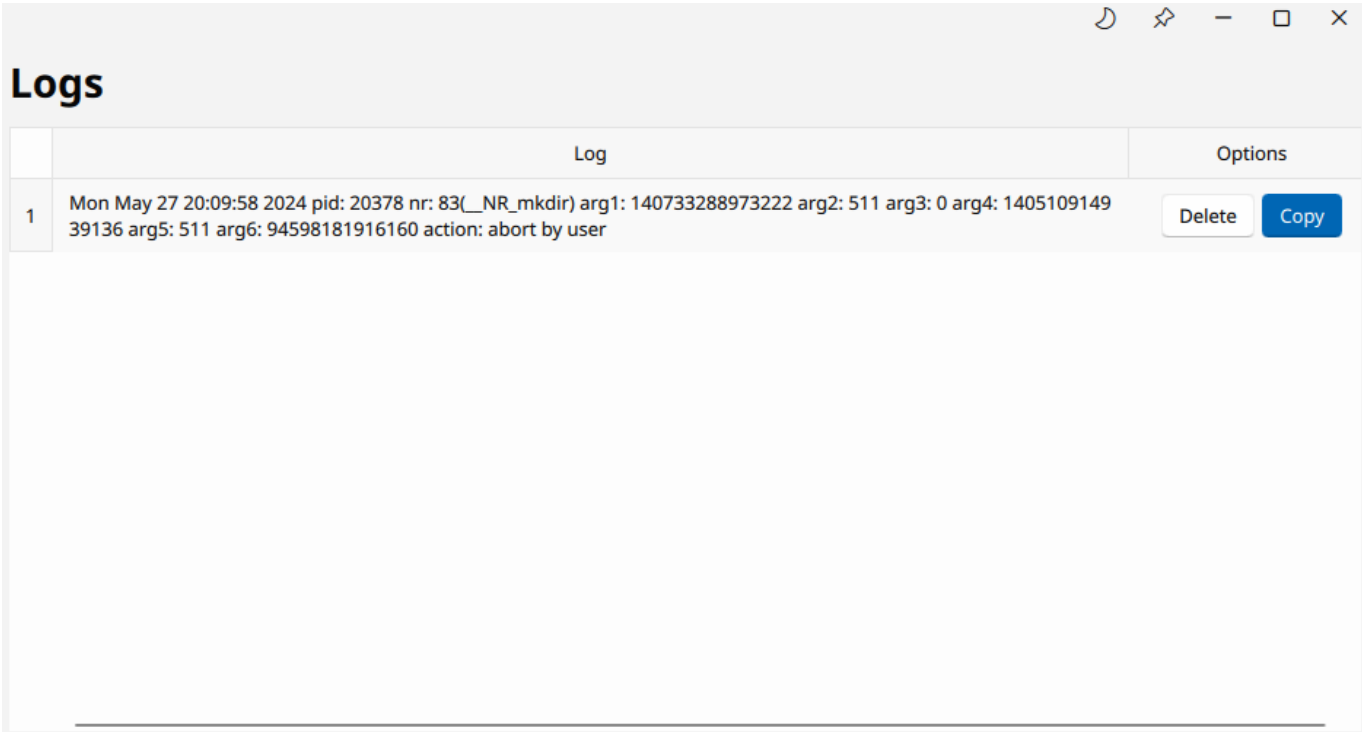 Logs
Log
Options
1
Mon May 27 20:09:58 2024 pid: 20378 nr: 83(__NR_mkdir) arg1: 140733288973222 arg2: 511 arg3: 0 arg4: 1405109149
39136 arg5: 511 arg6: 94598181916160 action: abort by user
Delete
Copy